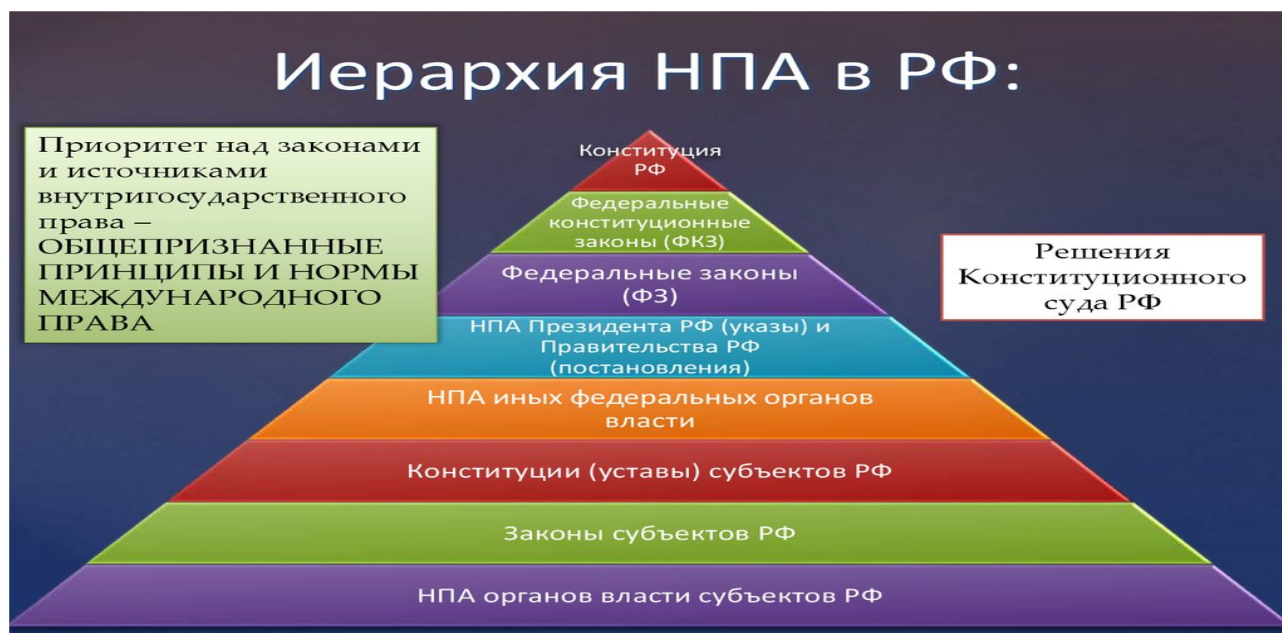 Иерархия НПА в РФ:
Приоритет над законами
и источниками
внутригосударственного
права –
ОБЩЕПРИЗНАННЫЕ
ПРИНЦИПЫ И НОРМЫ
МЕЖДУНАРОДНОГО
ПРАВА
Конституция
РФ
Федеральные
конституционные
законы (ФКЗ)
Федеральные законы
(ФЗ)
НПА Президента РФ (указы) и
Правительства РФ
(постановления)
НПА иных федеральных органов
власти
Конституции (уставы) субъектов РФ
Законы субъектов РФ
НПА органов власти субъектов РФ
Решения
Конституционного
суда РФ